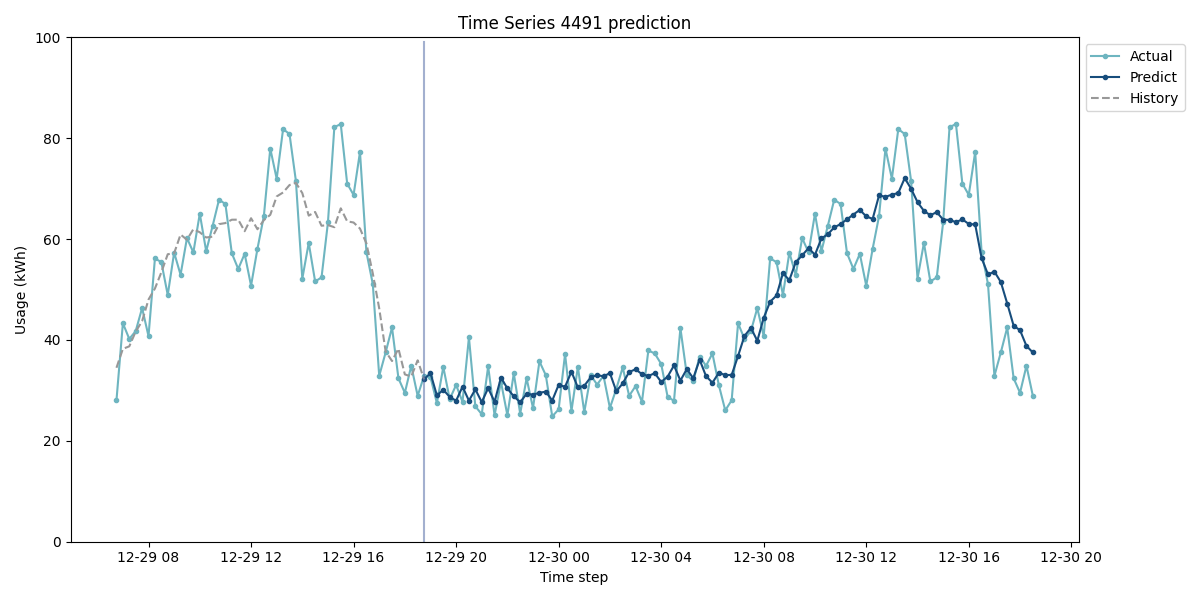 Time Series 4491 prediction
100
80
60
40
20
0
Usage (kWh)
12-29 08
12-29 12
12-29 16
12-29 20
12-30 00
12-30 04
12-30 08
12-30 12
12-30 16
12-30 20
Time step
Actual
Predict
History